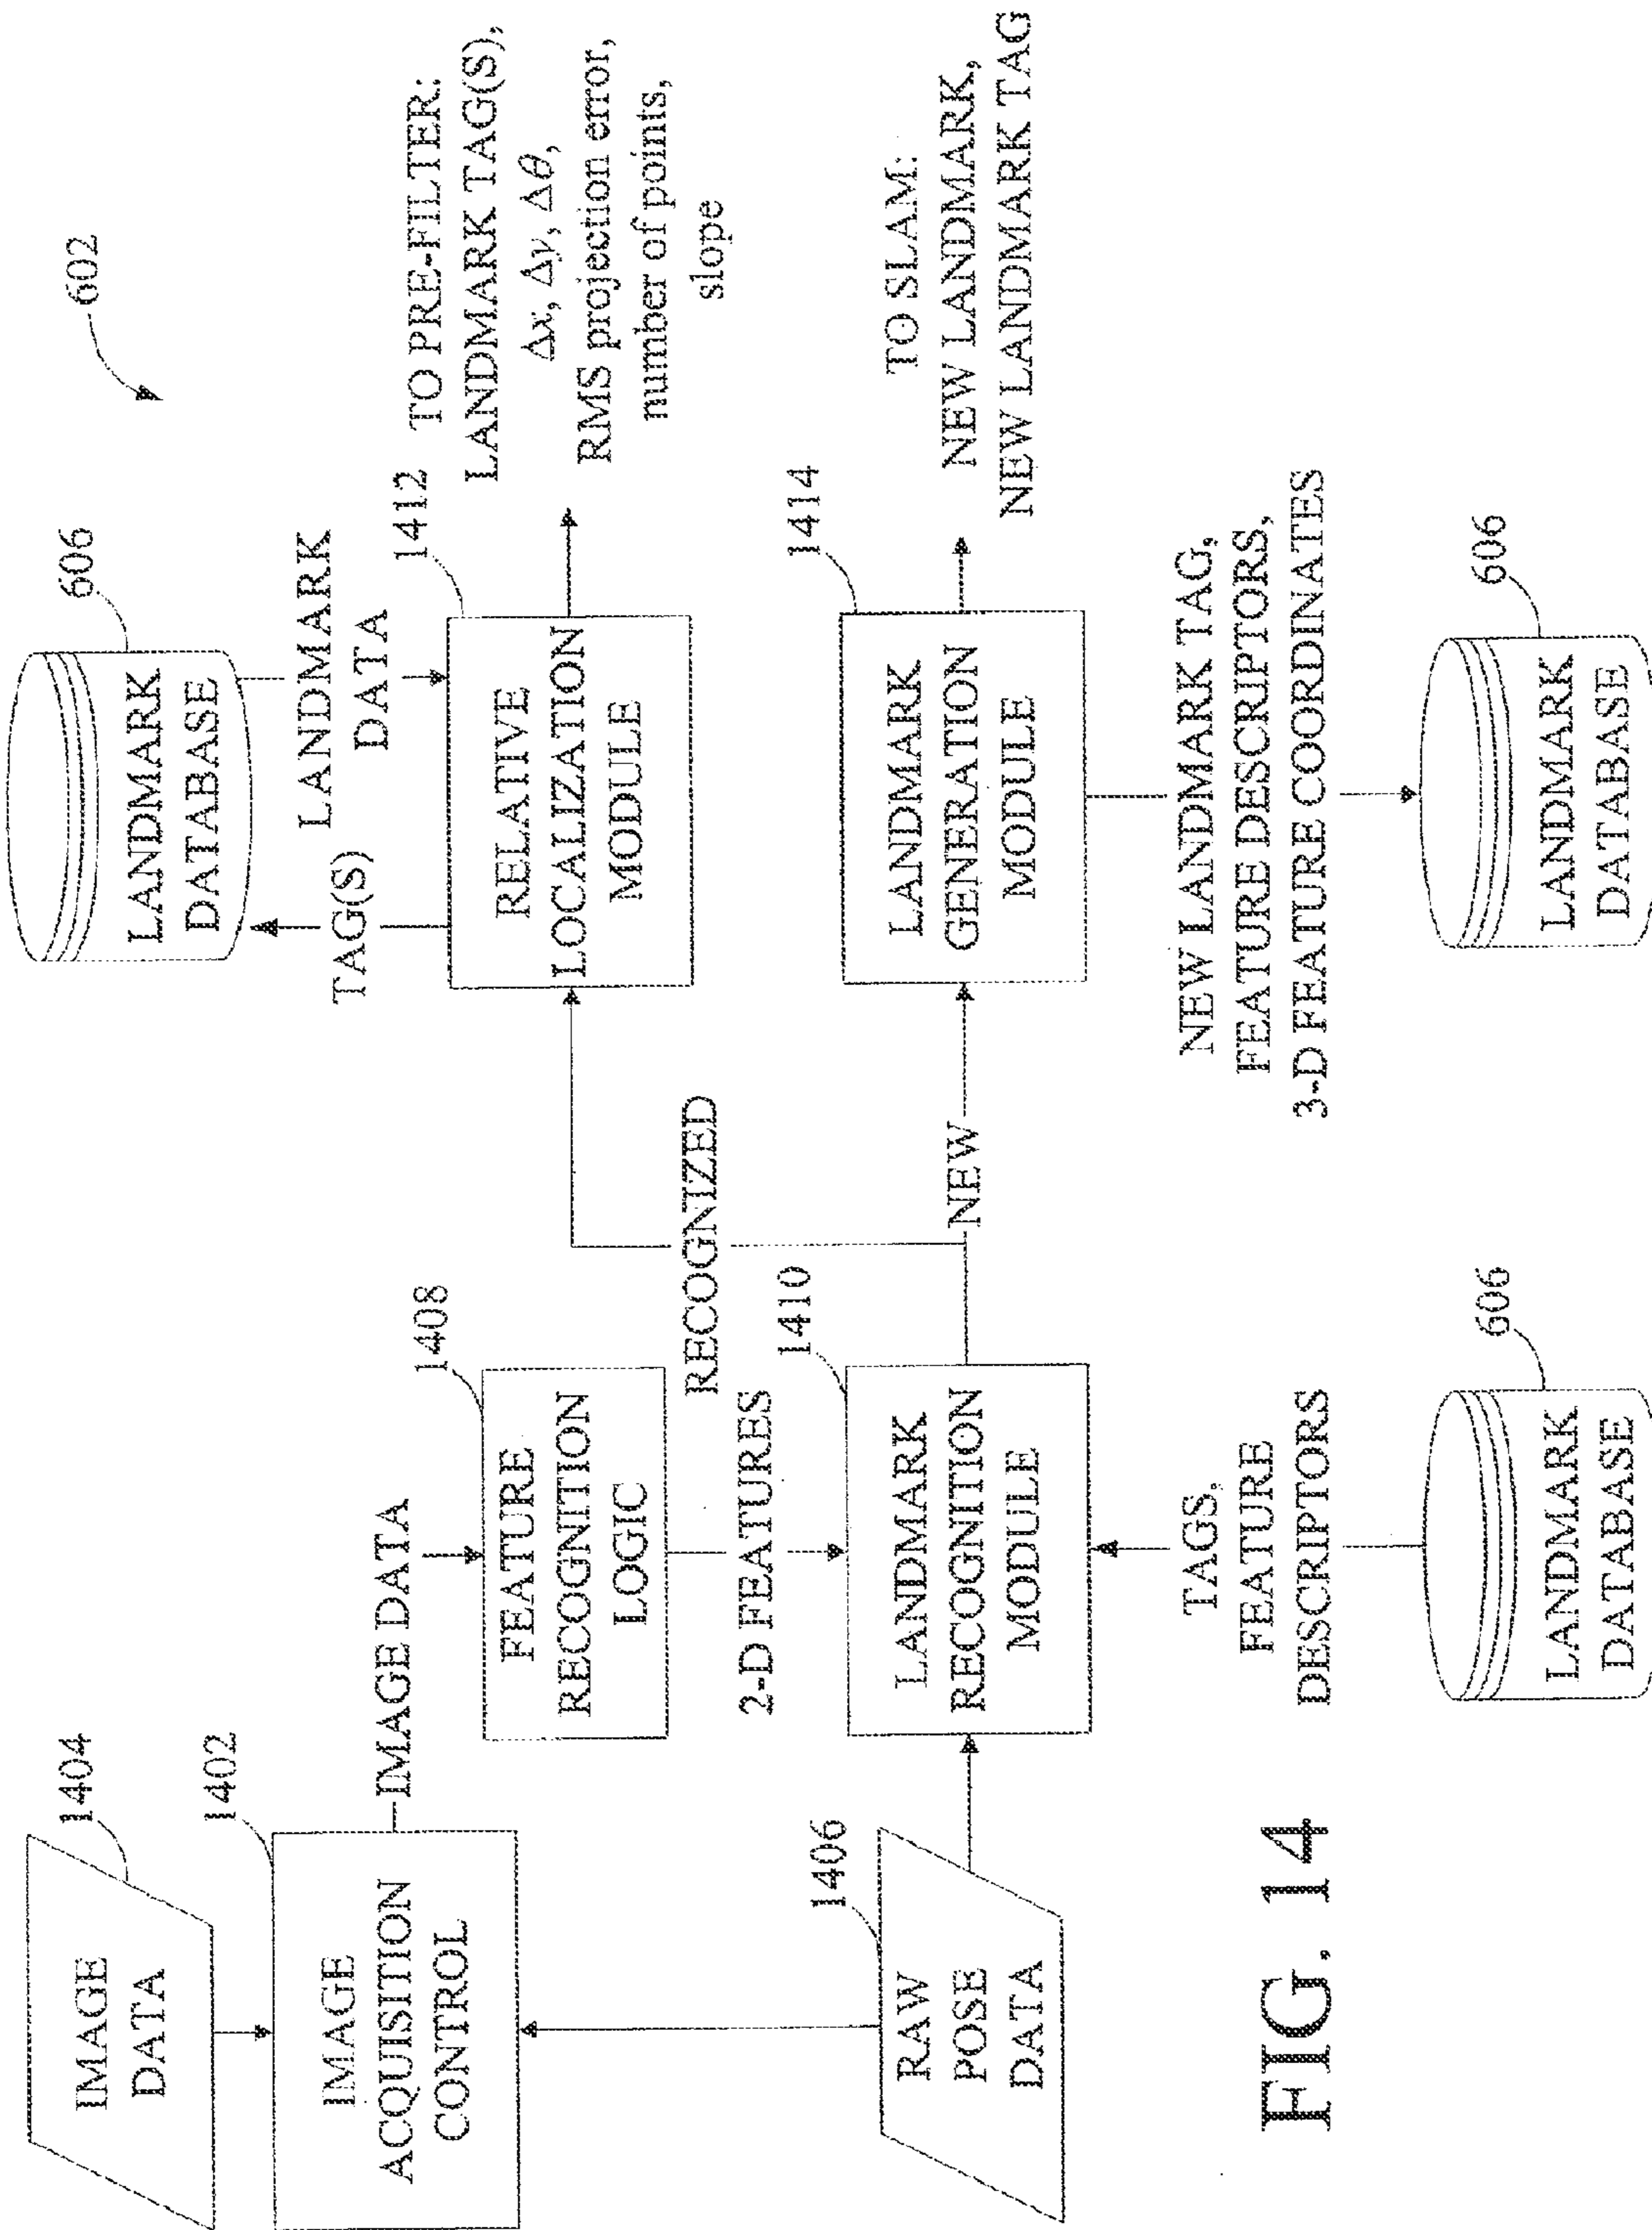 602
IMAGE
DATA
1404
IMAGE
ACQUISITION
CONTROL
1402
IMAGE DATA
RAW
POSE
DATA
1406
FEATURE
RECOGNITION
LOGIC
1408
2-D FEATURES
LANDMARK
RECOGNITION
MODULE
1410
TAGS,
FEATURE
DESCRIPTORS
LANDMARK
DATABASE
606
RECOGNIZED
NEW
LANDMARK
DATABASE
606
TAG(S)
LANDMARK
DATA
RELATIVE
LOCALIZATION
MODULE
1412
TO PRE-FILTER:
LANDMARK TAG(S),
Δx, Δy, Δθ,
RMS projection error,
number of points,
slope
LANDMARK
GENERATION
MODULE
1414
TO SLAM:
NEW LANDMARK,
NEW LANDMARK TAG
NEW LANDMARK TAG,
FEATURE DESCRIPTORS,
3-D FEATURE COORDINATES
LANDMARK
DATABASE
606
FIG. 14